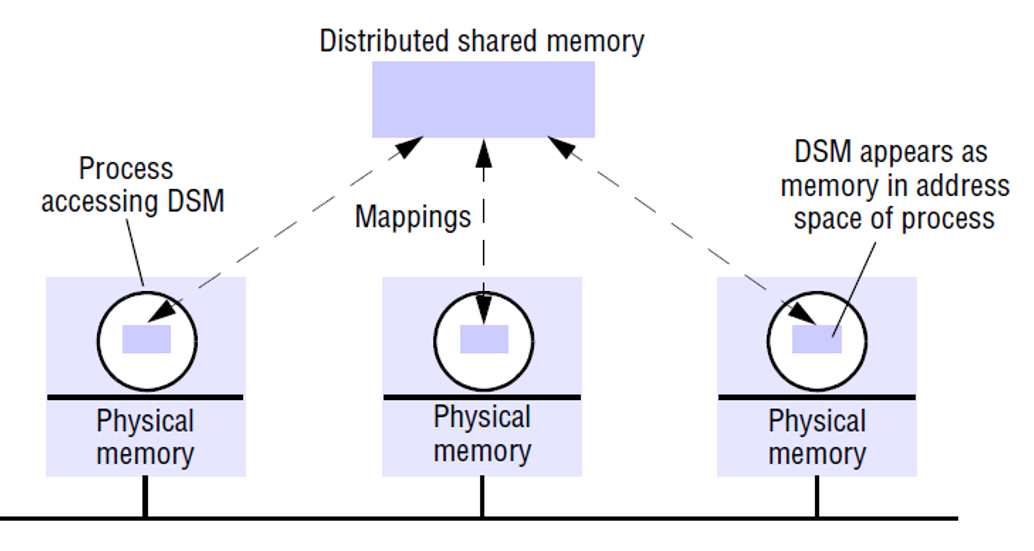 Distributed shared memory
Process
accessing DSM
Mappings
DSM appears as
memory in address
space of process
Physical
memory
Physical
memory
Physical
memory